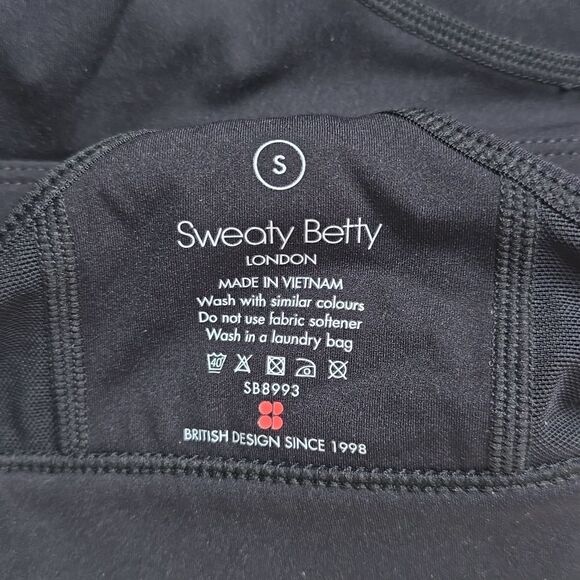 S
Sweaty Betty
LONDON
MADE IN VIETNAM
Wash with similar colours
Do not use fabric softener
Wash in a laundry bag
40
SB8993
BRITISH DESIGN SINCE 1998